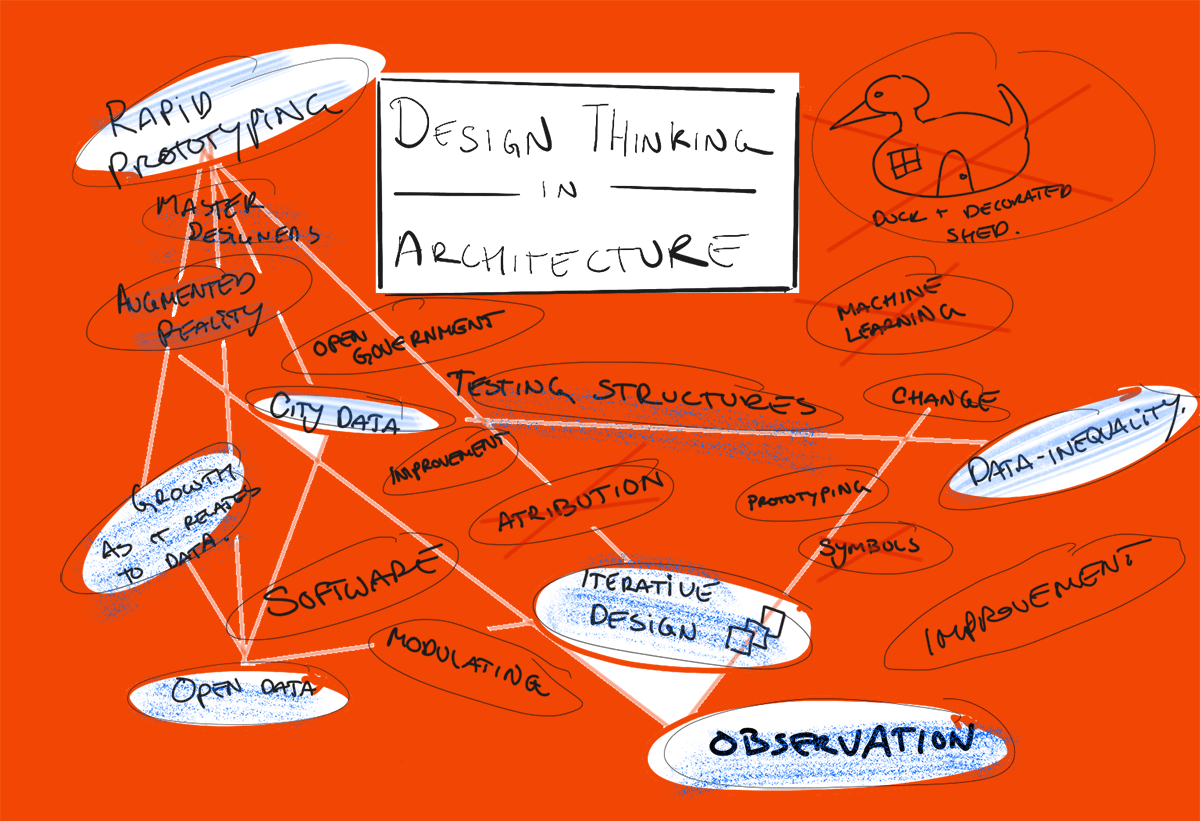 RAPID
PROTOTYPING
DESIGN THINKING
IN
ARCHITECTURE
DUCK + DECORATED
SHED.
MASTER
DESIGNERS
AUGMENTED
REALITY
OPEN
GOVERNMENT
MACHINE
LEARNING
TESTING STRUCTURES
CHANGE
CITY DATA
IMPROVEMENT
DATA-INEQUALITY.
GROWTH
AS IT RELATES
TO DATA.
ATRIBUTION
PROTOTYPING
SYMBOLS
SOFTWARE
ITERATIVE
DESIGN
IMPROVEMENT
MODULATING
OPEN DATA
OBSERVATION